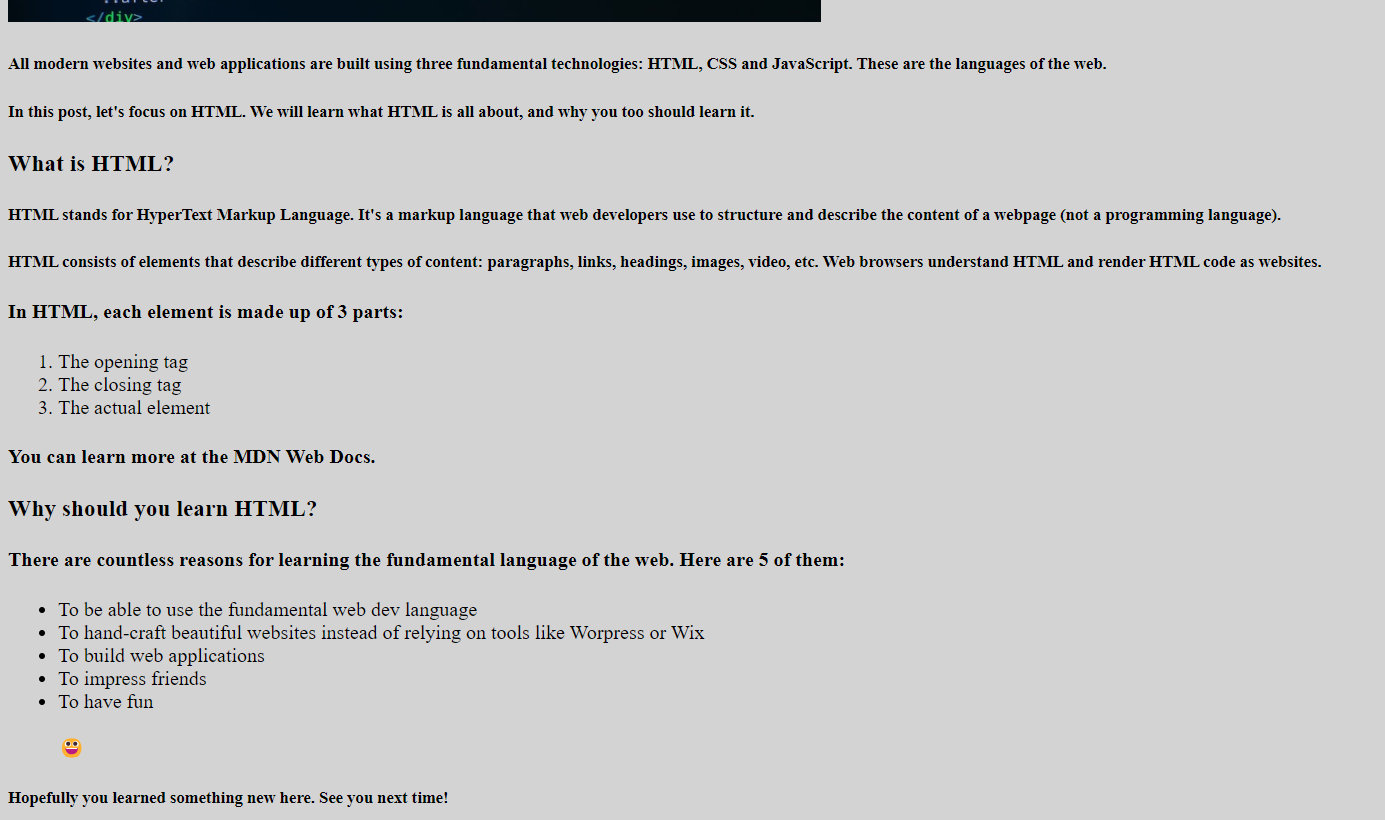 </div>
All modern websites and web applications are built using three fundamental technologies: HTML, CSS and JavaScript. These are the languages of the web.
In this post, let's focus on HTML. We will learn what HTML is all about, and why you too should learn it.
What is HTML?
HTML stands for HyperText Markup Language. It's a markup language that web developers use to structure and describe the content of a webpage (not a programming language).
HTML consists of elements that describe different types of content: paragraphs, links, headings, images, video, etc. Web browsers understand HTML and render HTML code as websites.
In HTML, each element is made up of 3 parts:
1. The opening tag
2. The closing tag
3. The actual element
You can learn more at the MDN Web Docs.
Why should you learn HTML?
There are countless reasons for learning the fundamental language of the web. Here are 5 of them:
• To be able to use the fundamental web dev language
• To hand-craft beautiful websites instead of relying on tools like Worpress or Wix
• To build web applications
• To impress friends
• To have fun
Hopefully you learned something new here. See you next time!